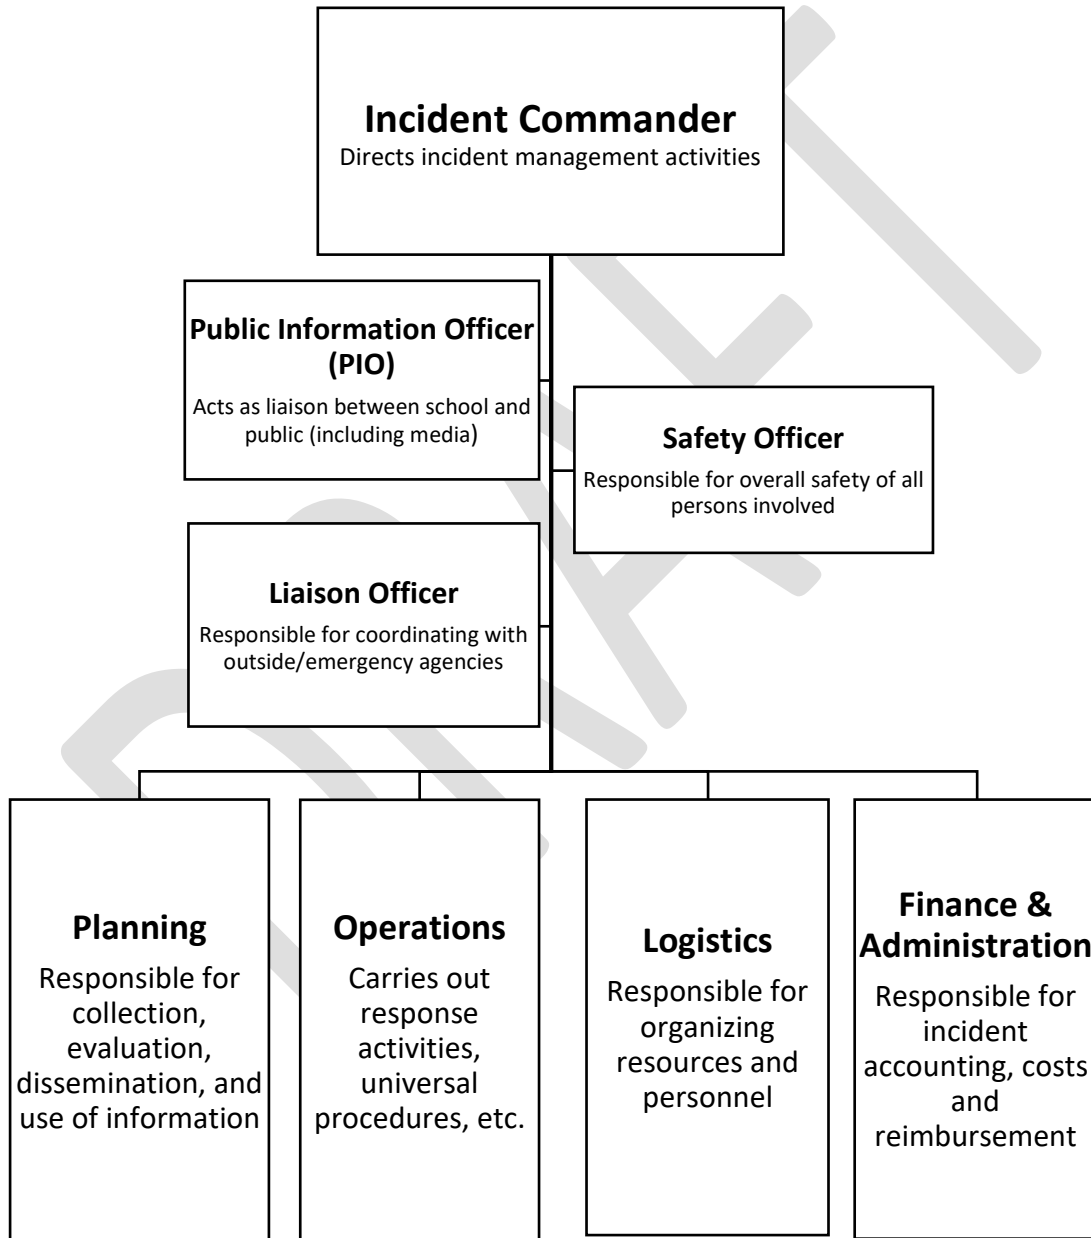 Incident Commander
Directs incident management activities
Public Information Officer
(PIO)
Acts as liaison between school and
public (including media)
Safety Officer
Responsible for overall safety of all
persons involved
Liaison Officer
Responsible for coordinating with
outside/emergency agencies
Planning
Responsible for
collection,
evaluation,
dissemination, and
use of information
Operations
Carries out
response
activities,
universal
procedures, etc.
Logistics
Responsible for
organizing
resources and
personnel
Finance &
Administration
Responsible for
incident
accounting, costs
and
reimbursement
DRAFT